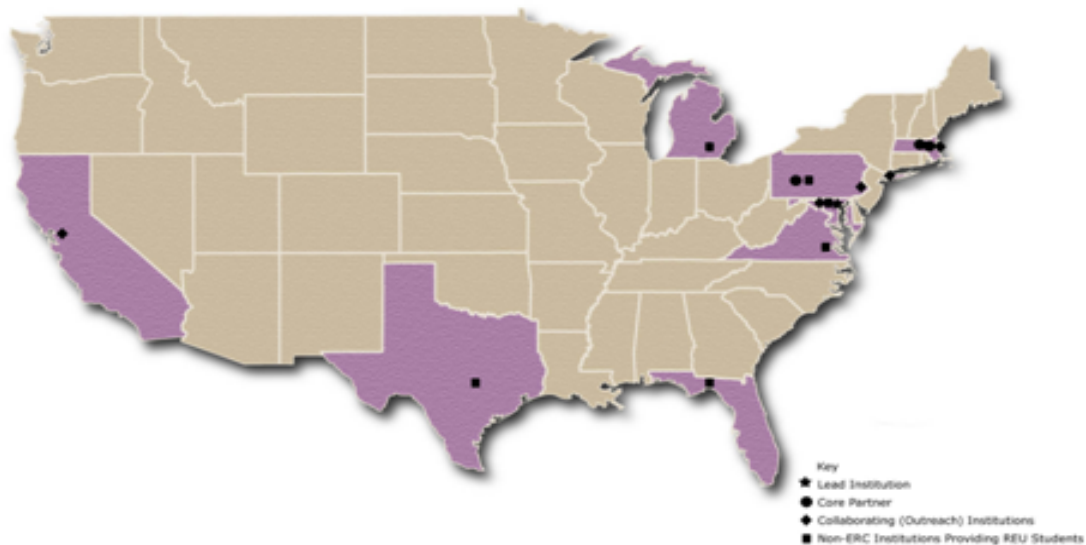 Key
Lead Institution
Core Partner
Collaborating (Outreach) Institutions
Non-ERC Institutions Providing REU Students